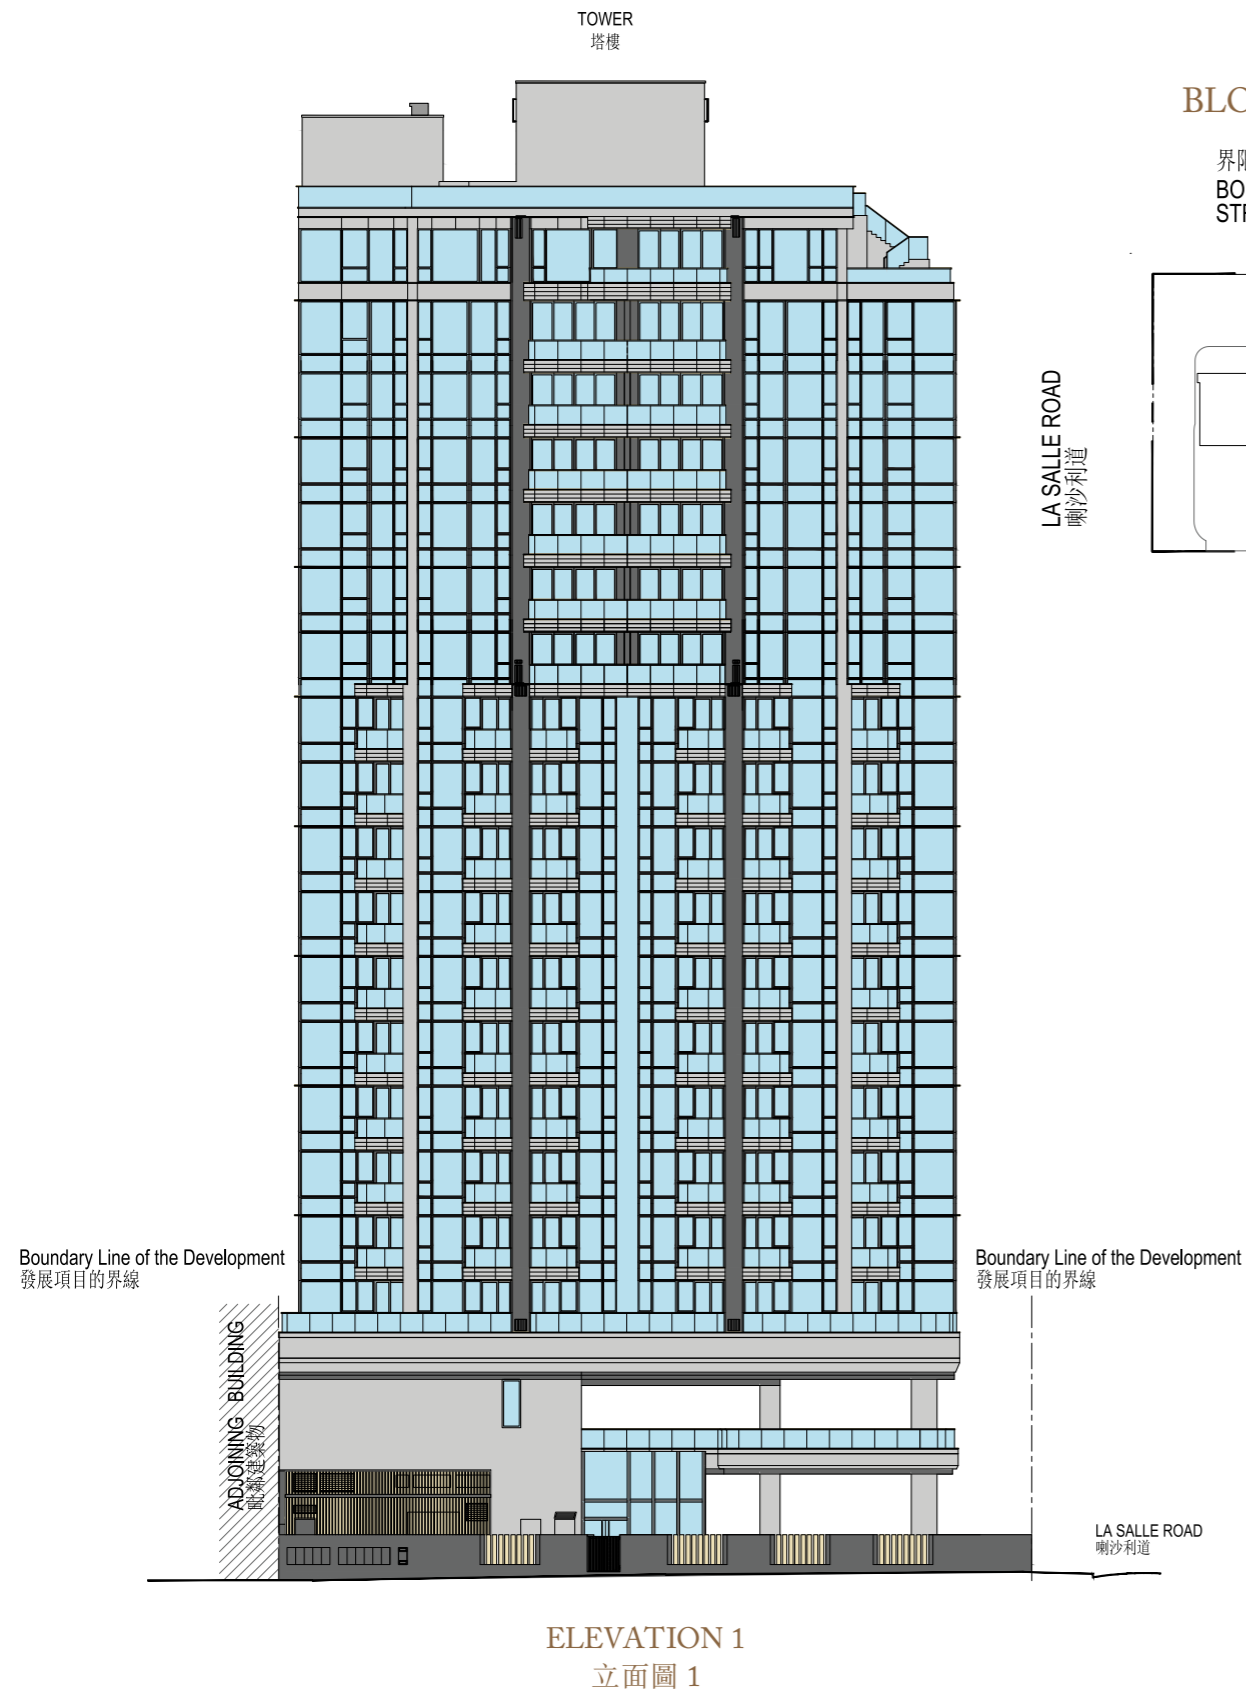 TOWER
塔樓
BLO
界限
BO
STR
LA SALLE ROAD
喇沙利道
Boundary Line of the Development
發展項目的界線
Boundary Line of the Development
發展項目的界線
ADJOINING BUILDING
毗鄰建築物
LA SALLE ROAD
喇沙利道
ELEVATION 1
立面圖 1